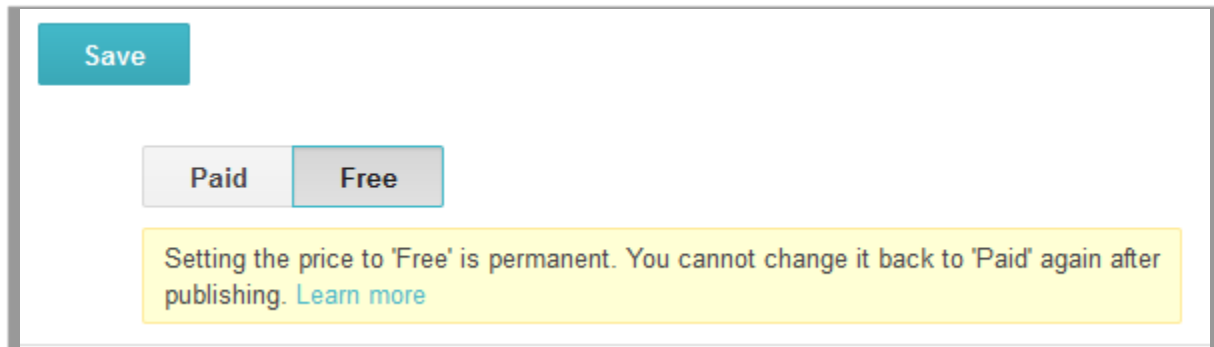 Save
Paid Free
Setting the price to 'Free' is permanent. You cannot change it back to 'Paid' again after
publishing. Learn more